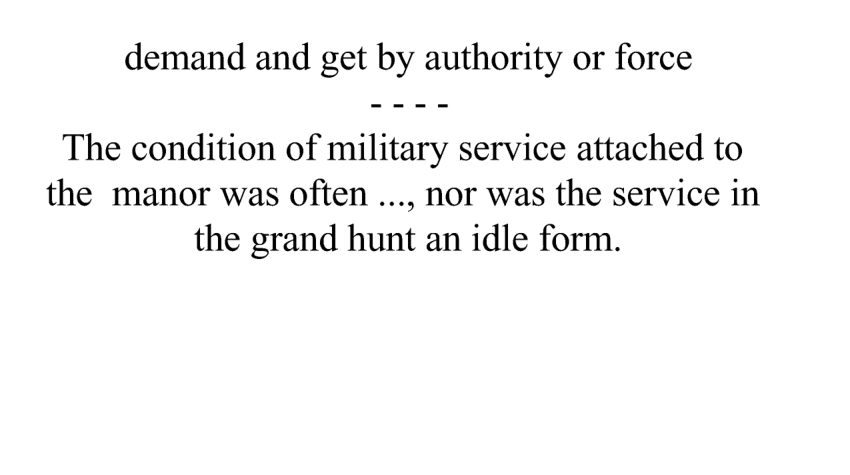 demand and get by authority or force
- - - -
The condition of military service attached to
the  manor was often ..., nor was the service in
the grand hunt an idle form.